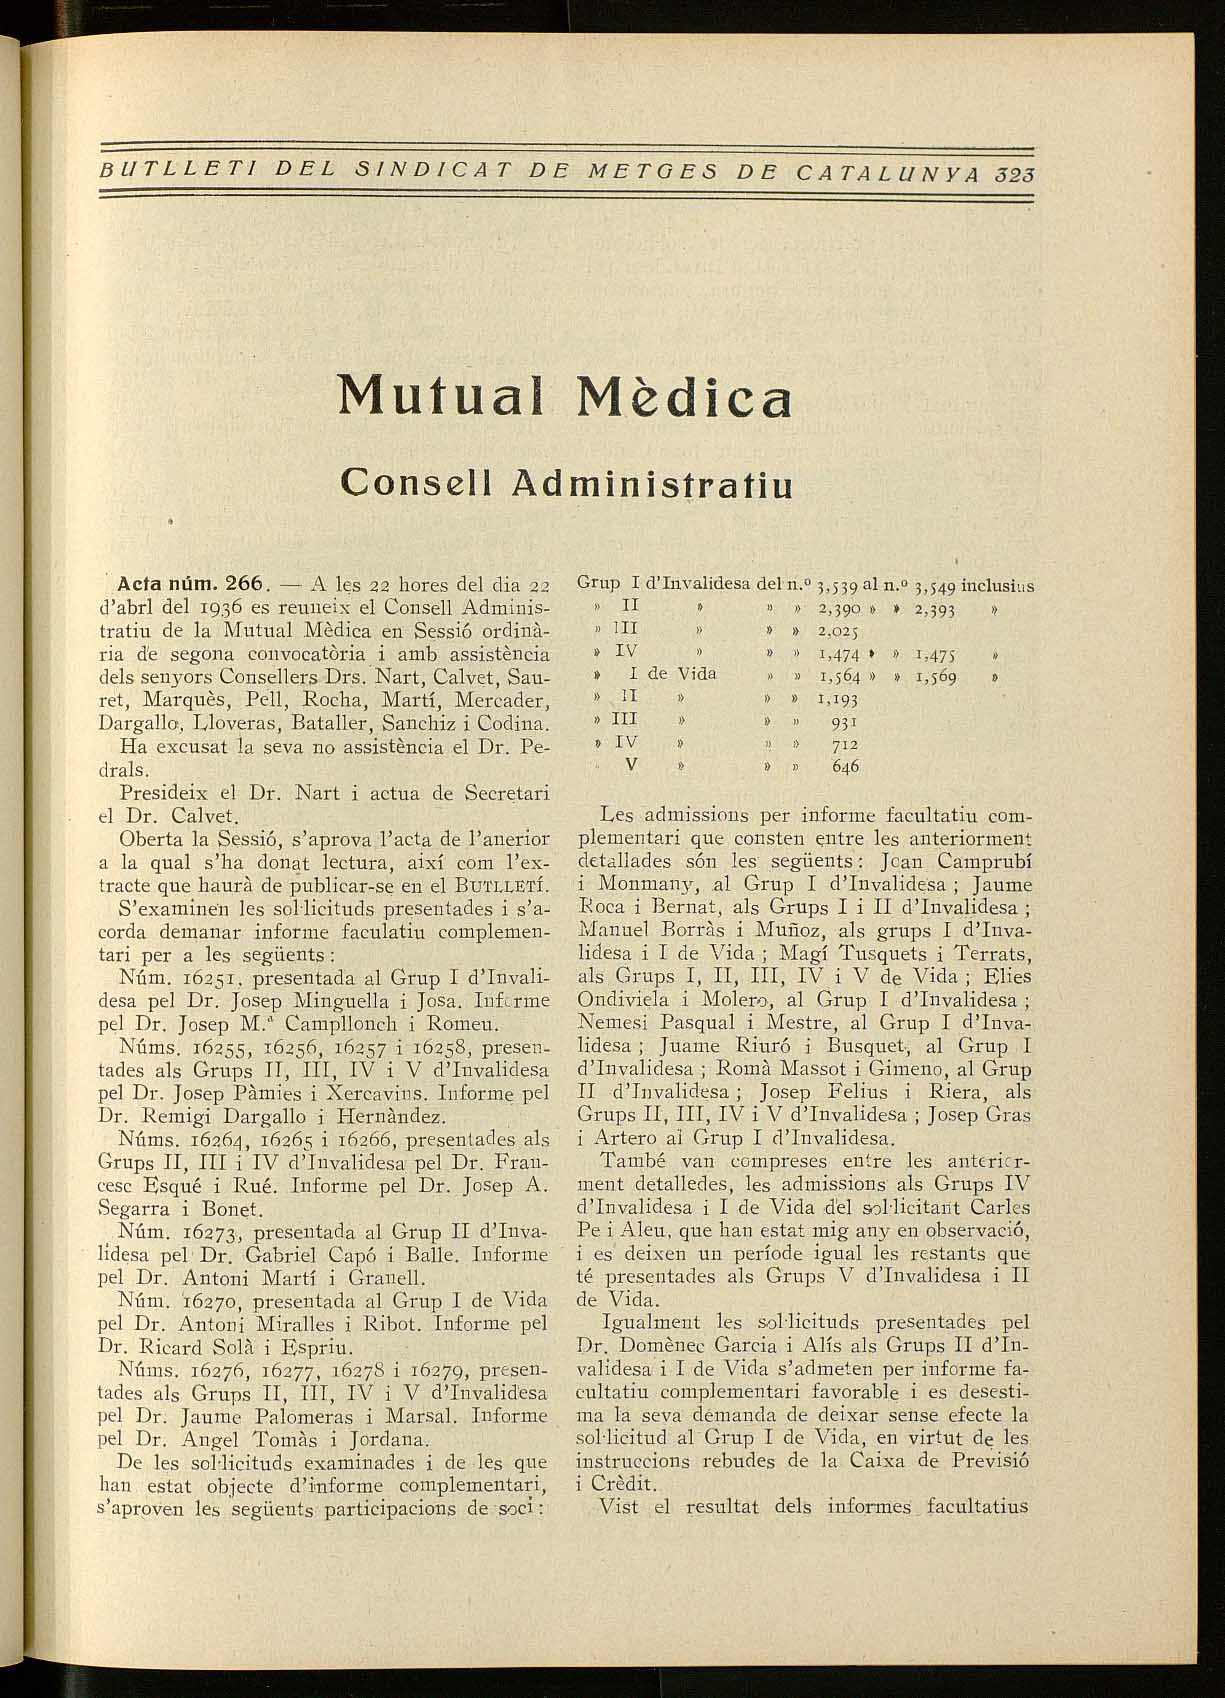 BUTLLETI DEL SINDICAT DE METGES DE CATALUNYA 323
Mutual Mèdica
Consell Administratiu
Acta núm. 266. — A les 22 hores del dia 22
d'abrl del 1936 es reuneix el Consell Adminis-
tratiu de la Mutual Mèdica en Sessió ordinà-
ria de segona convocatòria i amb assistència
dels senyors Consellers Drs. Nart, Calvet, Sau-
ret, Marquès, Pell, Rocha, Martí, Mercader,
Dargallo, Lloveras, Bataller, Sanchiz i Codina.
Ha excusat la seva no assistència el Dr. Pe-
drals.
Presideix el Dr. Nart i actua de Secretari
el Dr. Calvet.
Oberta la Sessió, s'aprova l'acta de l'anerior
a la qual s'ha donat lectura, així com l'ex-
tracte que haurà de publicar-se en el BUTLLETÍ.
S'examinen les sol·licituds presentades i s'a-
corda demanar informe faculatiu complemen-
tari per a les següents :
Núm. 16251, presentada al Grup I d'Invali-
desa pel Dr. Josep Minguella i Josa. Informe
pel Dr. Josep M.ª Campllonch i Romeu.
Núms. 16255, 16256, 16257 i 16258, presen-
tades als Grups II, III, IV i V d'Invalidesa
pel Dr. Josep Pàmies i Xercavins. Informe pel
Dr. Remigi Dargallo i Hernàndez.
Núms. 16264, 16265 i 16266, presentades als
Grups II, III i IV d'Invalidesa pel Dr. Fran-
cesc Esqué i Rué. Informe pel Dr. Josep A.
Segarra i Bonet.
Núm. 16273, presentada al Grup II d'Inva-
lidesa pel Dr. Gabriel Capó i Balle. Informe
pel Dr. Antoni Martí i Granell.
Núm. 16270, presentada al Grup I de Vida
pel Dr. Antoni Miralles i Ribot. Informe pel
Dr. Ricard Solà i Espriu.
Núms. 16276, 16277, 16278 i 16279, presen-
tades als Grups II, III, IV i V d'Invalidesa
pel Dr. Jaume Palomeras i Marsal. Informe
pel Dr. Angel Tomàs i Jordana.
De les sol·licituds examinades i de les que
han estat objecte d'informe complementari,
s'aproven les següents participacions de soci :
Grup I d'Invalidesa del n.º 3,539 al n.º 3,549 inclusius
» II » » » 2,390 » » 2,393 »
» III » » » 2,025
» IV » » » 1,474 » » 1,475 »
» I de Vida » » 1,564 » » 1,569 »
» II » » » 1,193
» III » » » 931
» IV » » » 712
V » » » 646
Les admissions per informe facultatiu com-
plementari que consten entre les anteriorment
detallades són les següents : Joan Camprubí
i Monmany, al Grup I d'Invalidesa ; Jaume
Roca i Bernat, als Grups I i II d'Invalidesa ;
Manuel Borràs i Muñoz, als grups I d'Inva-
lidesa i I de Vida ; Magí Tusquets i Terrats,
als Grups I, II, III, IV i V de Vida ; Elies
Ondiviela i Molero, al Grup I d'Invalidesa ;
Nemesi Pasqual i Mestre, al Grup I d'Inva-
lidesa ; Juame Riuró i Busquet, al Grup I
d'Invalidesa ; Romà Massot i Gimeno, al Grup
II d'Invalidesa ; Josep Felius i Riera, als
Grups II, III, IV i V d'Invalidesa ; Josep Gras
i Artero al Grup I d'Invalidesa.
També van compreses entre les anterior-
ment detalledes, les admissions als Grups IV
d'Invalidesa i I de Vida del sol·licitant Carles
Pe i Aleu, que han estat mig any en observació,
i es deixen un període igual les restants que
té presentades als Grups V d'Invalidesa i II
de Vida.
Igualment les sol·licituds presentades pel
Dr. Domènec Garcia i Alís als Grups II d'In-
validesa i I de Vida s'admeten per informe fa-
cultatiu complementari favorable i es desesti-
ma la seva demanda de deixar sense efecte la
sol·licitud al Grup I de Vida, en virtut de les
instruccions rebudes de la Caixa de Previsió
i Crèdit.
Vist el resultat dels informes facultatius